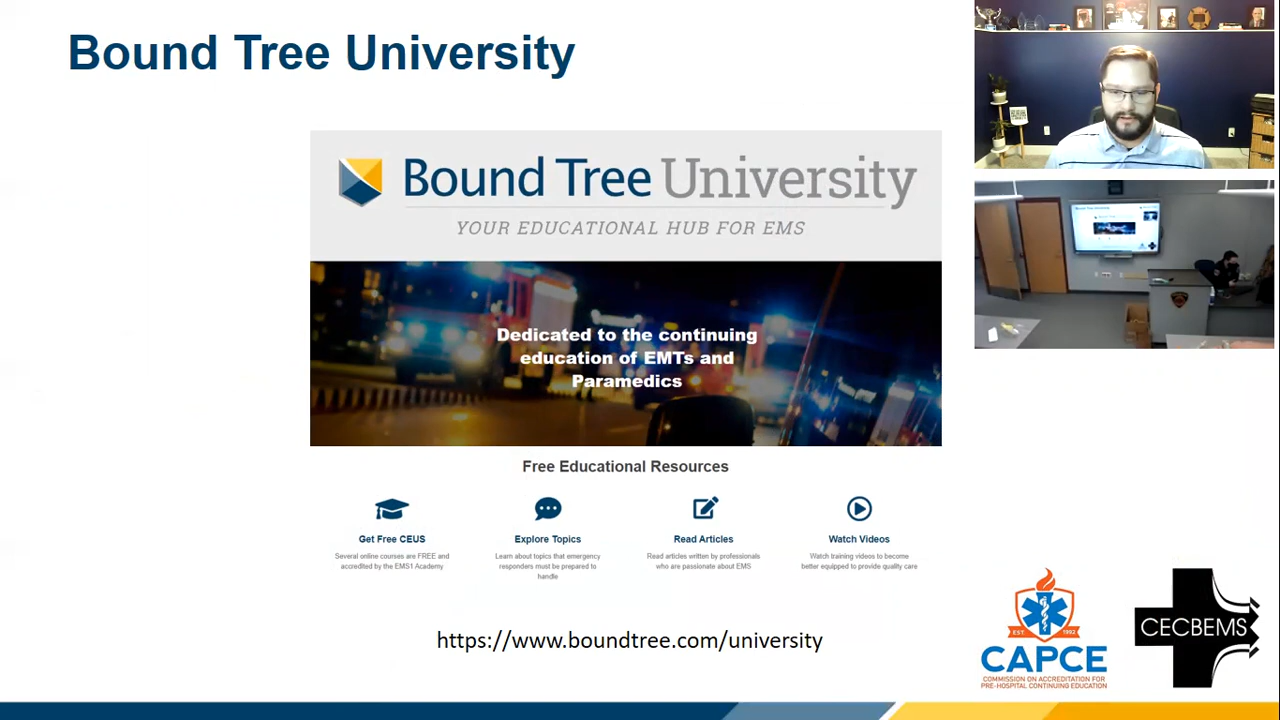 Bound Tree University
Bound Tree University
YOUR EDUCATIONAL HUB FOR EMS
Dedicated to the continuing
education of EMTs and
Paramedics
Free Educational Resources
Get Free CEUS
Several online courses are FREE and
accredited by the EMS1 Academy
Explore Topics
Learn about topics that emergency
responders must be prepared to
handle
Read Articles
Read articles written by professionals
who are passionate about EMS
Watch Videos
Watch training videos to become
better equipped to provide quality care
https://www.boundtree.com/university
EST. 1992
CAPCE
COMMISSION ON ACCREDITATION FOR
PRE-HOSPITAL CONTINUING EDUCATION
CECBEMS